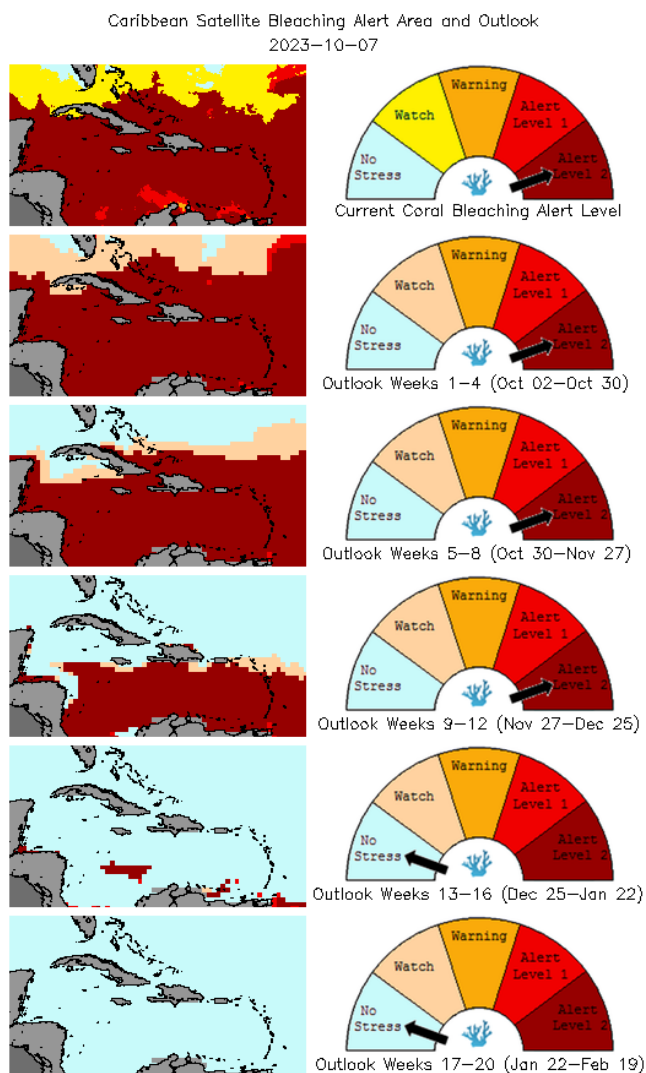 Caribbean Satellite Bleaching Alert Area and Outlook
2023-10-07
No
Stress
Watch
Warning
Alert
Level 1
Alert
Level 2
Current Coral Bleaching Alert Level
No
Stress
Watch
Warning
Alert
Level 1
Alert
Level 2
Outlook Weeks 1-4 (Oct 02-Oct 30)
No
Stress
Watch
Warning
Alert
Level 1
Alert
Level 2
Outlook Weeks 5-8 (Oct 30-Nov 27)
No
Stress
Watch
Warning
Alert
Level 1
Alert
Level 2
Outlook Weeks 9-12 (Nov 27-Dec 25)
No
Stress
Watch
Warning
Alert
Level 1
Alert
Level 2
Outlook Weeks 13-16 (Dec 25-Jan 22)
No
Stress
Watch
Warning
Alert
Level 1
Alert
Level 2
Outlook Weeks 17-20 (Jan 22-Feb 19)